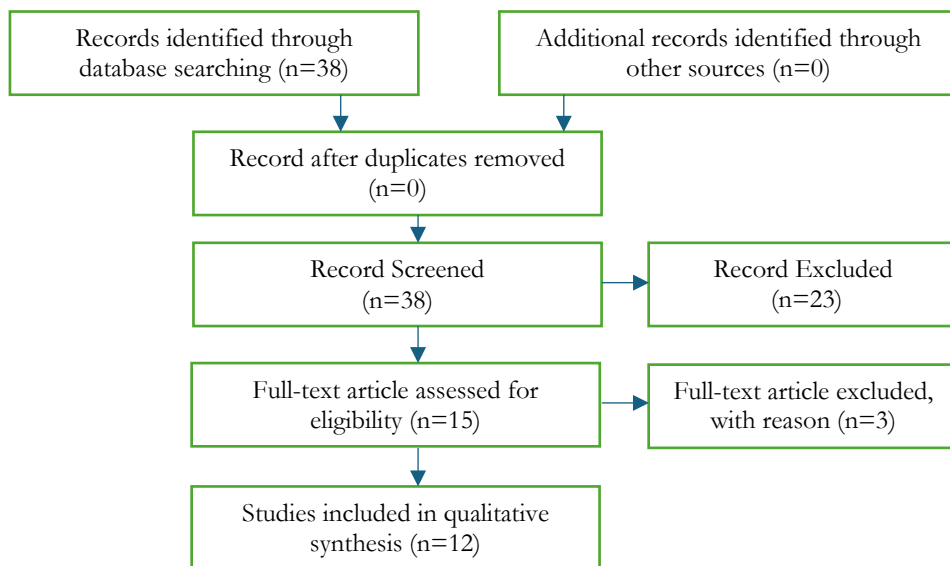 Records identified through
database searching (n=38)
Additional records identified through
other sources (n=0)
Record after duplicates removed
(n=0)
Record Screened
(n=38)
Record Excluded
(n=23)
Full-text article assessed for
eligibility (n=15)
Full-text article excluded,
with reason (n=3)
Studies included in qualitative
synthesis (n=12)